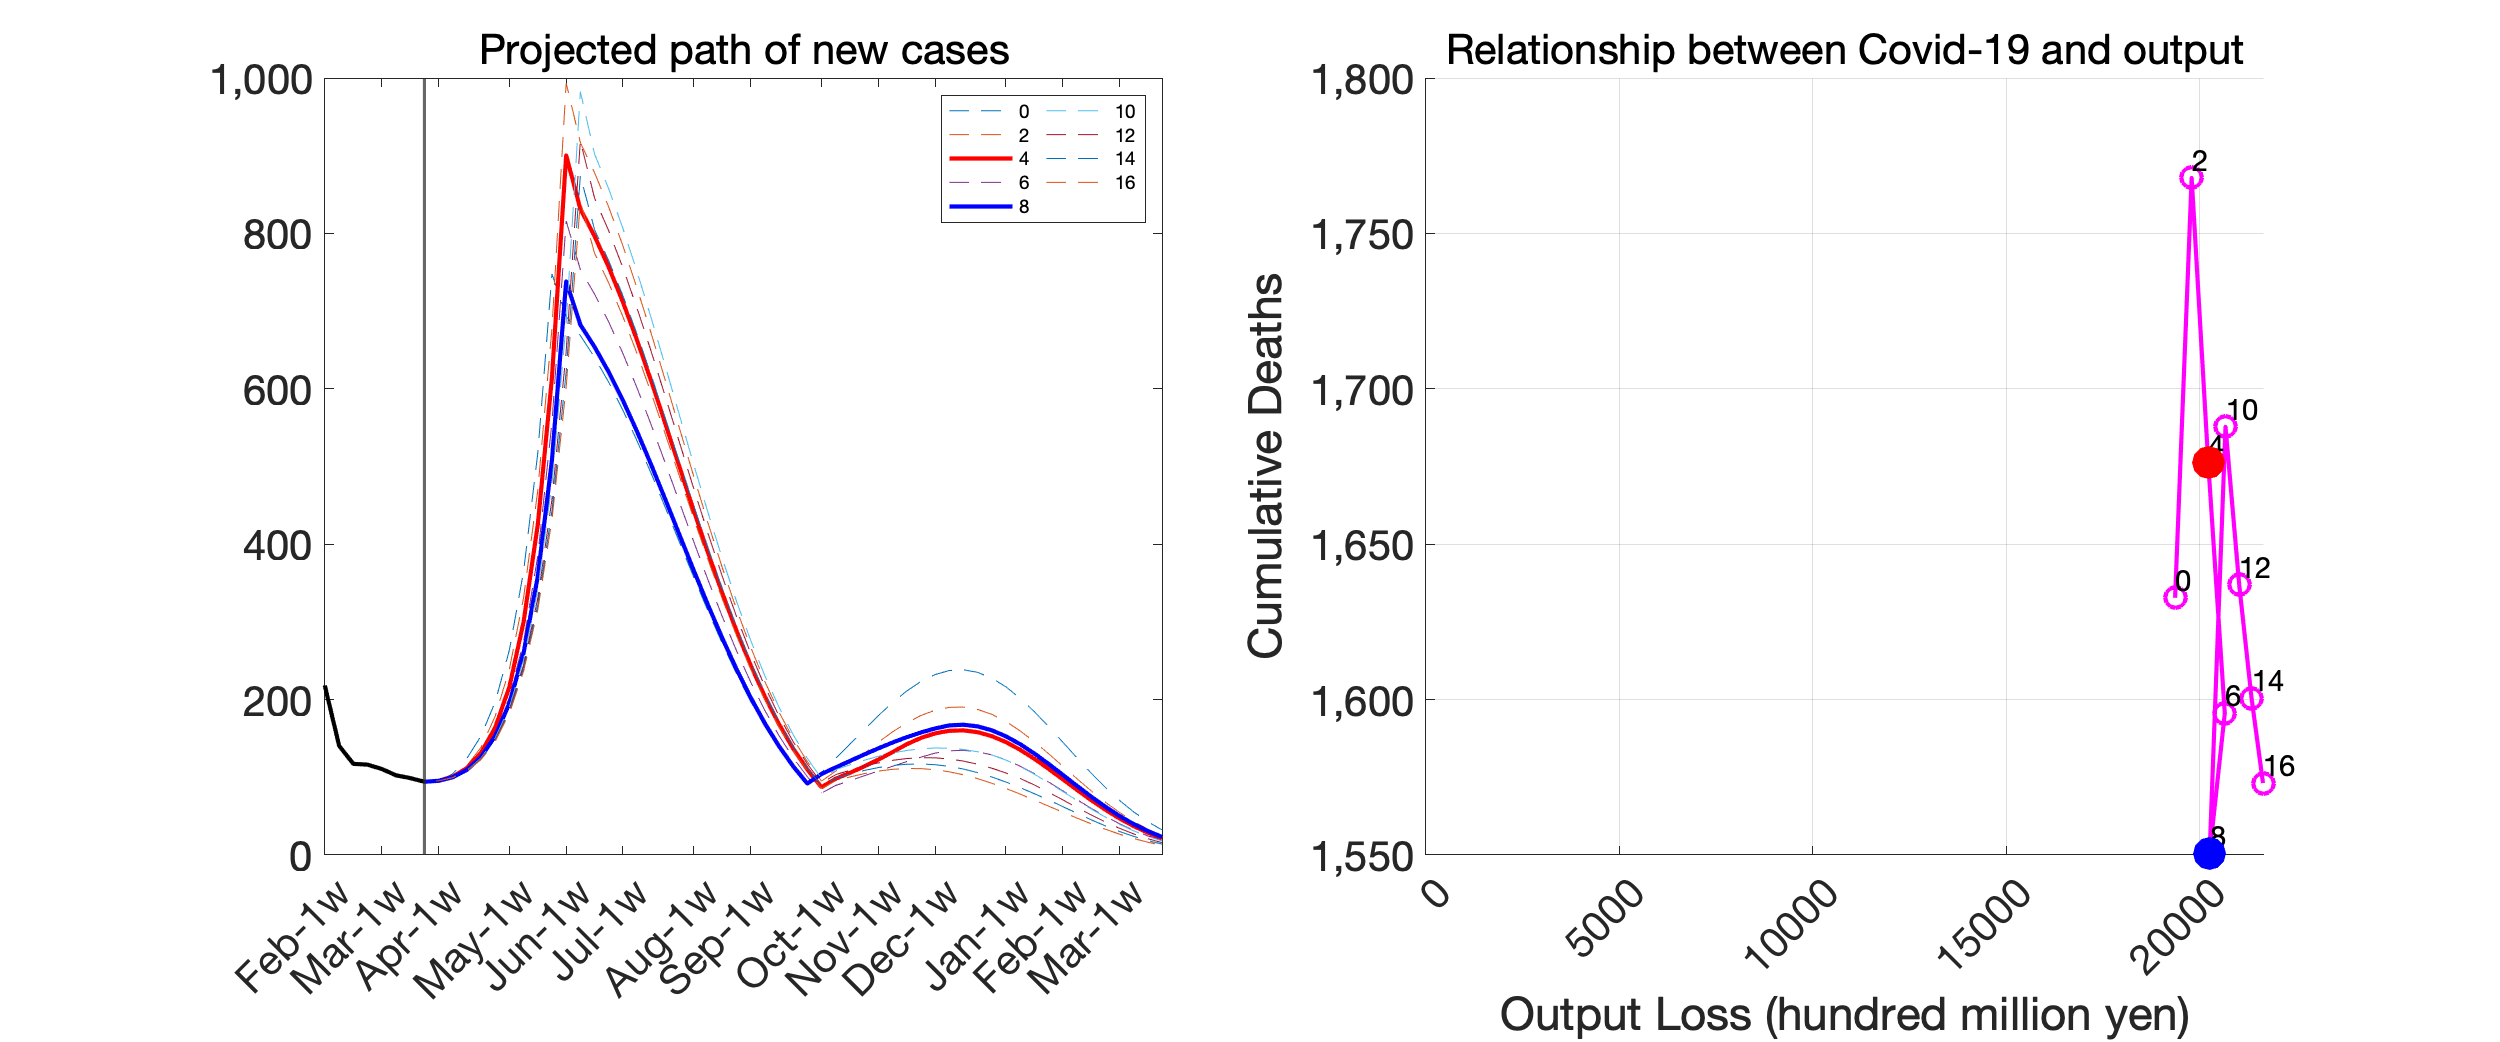 Projected path of new cases
1,000
800
600
400
200
0
0
2
4
6
8
10
12
14
16
Feb-1w
Mar-1w
Apr-1w
May-1w
Jun-1w
Jul-1w
Aug-1w
Sep-1w
Oct-1w
Nov-1w
Dec-1w
Jan-1w
Feb-1w
Mar-1w
Relationship between Covid-19 and output
Cumulative Deaths
1,800
1,750
1,700
1,650
1,600
1,550
2
10
4
12
0
14
6
16
8
0
5000
10000
15000
20000
Output Loss (hundred million yen)